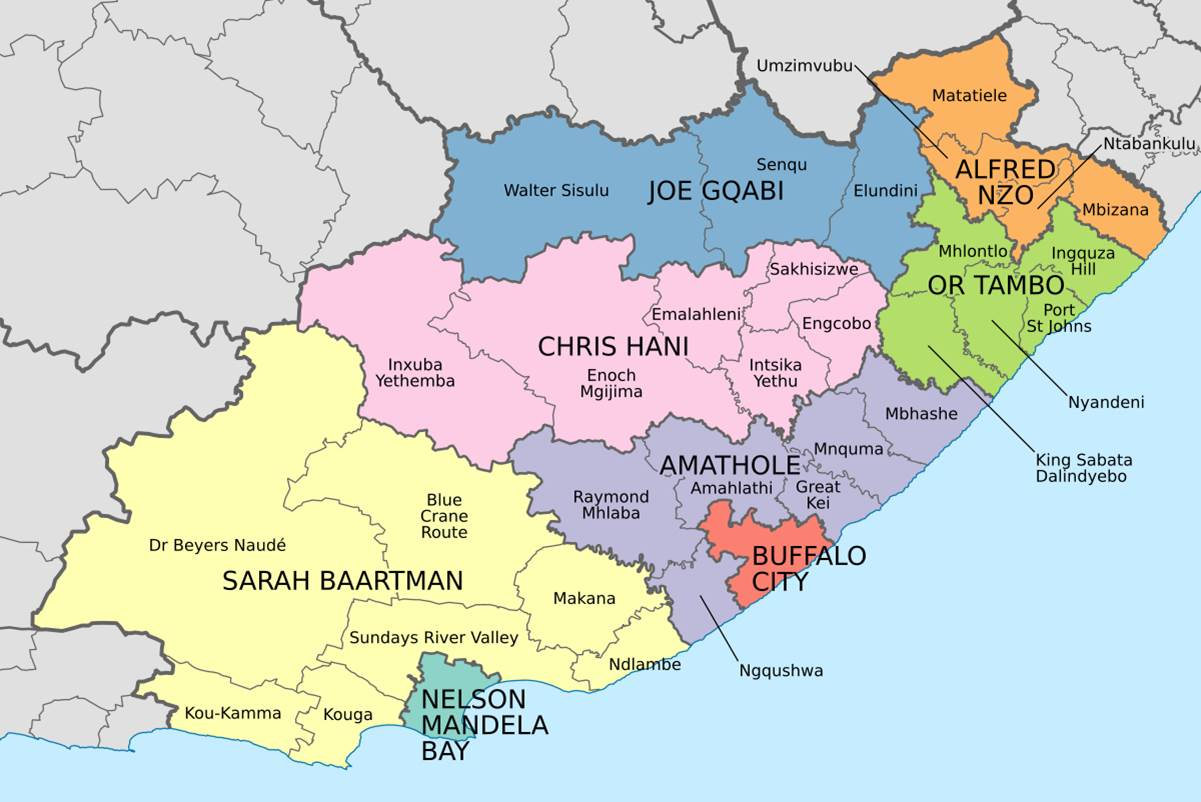 Umzimvubu
Matatiele
Ntabankulu
ALFRED
NZO
Mbizana
Walter Sisulu
JOE GQABI
Senqu
Elundini
Mhlontlo
Ingquza
Hill
OR TAMBO
Port
St Johns
Nyandeni
King Sabata
Dalindyebo
Sakhisizwe
Emalahleni
Engcobo
CHRIS HANI
Inxuba
Yethemba
Enoch
Mgijima
Intsika
Yethu
Mbhashe
Mnquma
AMATHOLE
Amahlathi
Great
Kei
Raymond
Mhlaba
BUFFALO
CITY
Ngqushwa
Blue
Crane
Route
Dr Beyers Naudé
SARAH BAARTMAN
Makana
Sundays River Valley
Ndlambe
Kou-Kamma
Kouga
NELSON
MANDELA
BAY